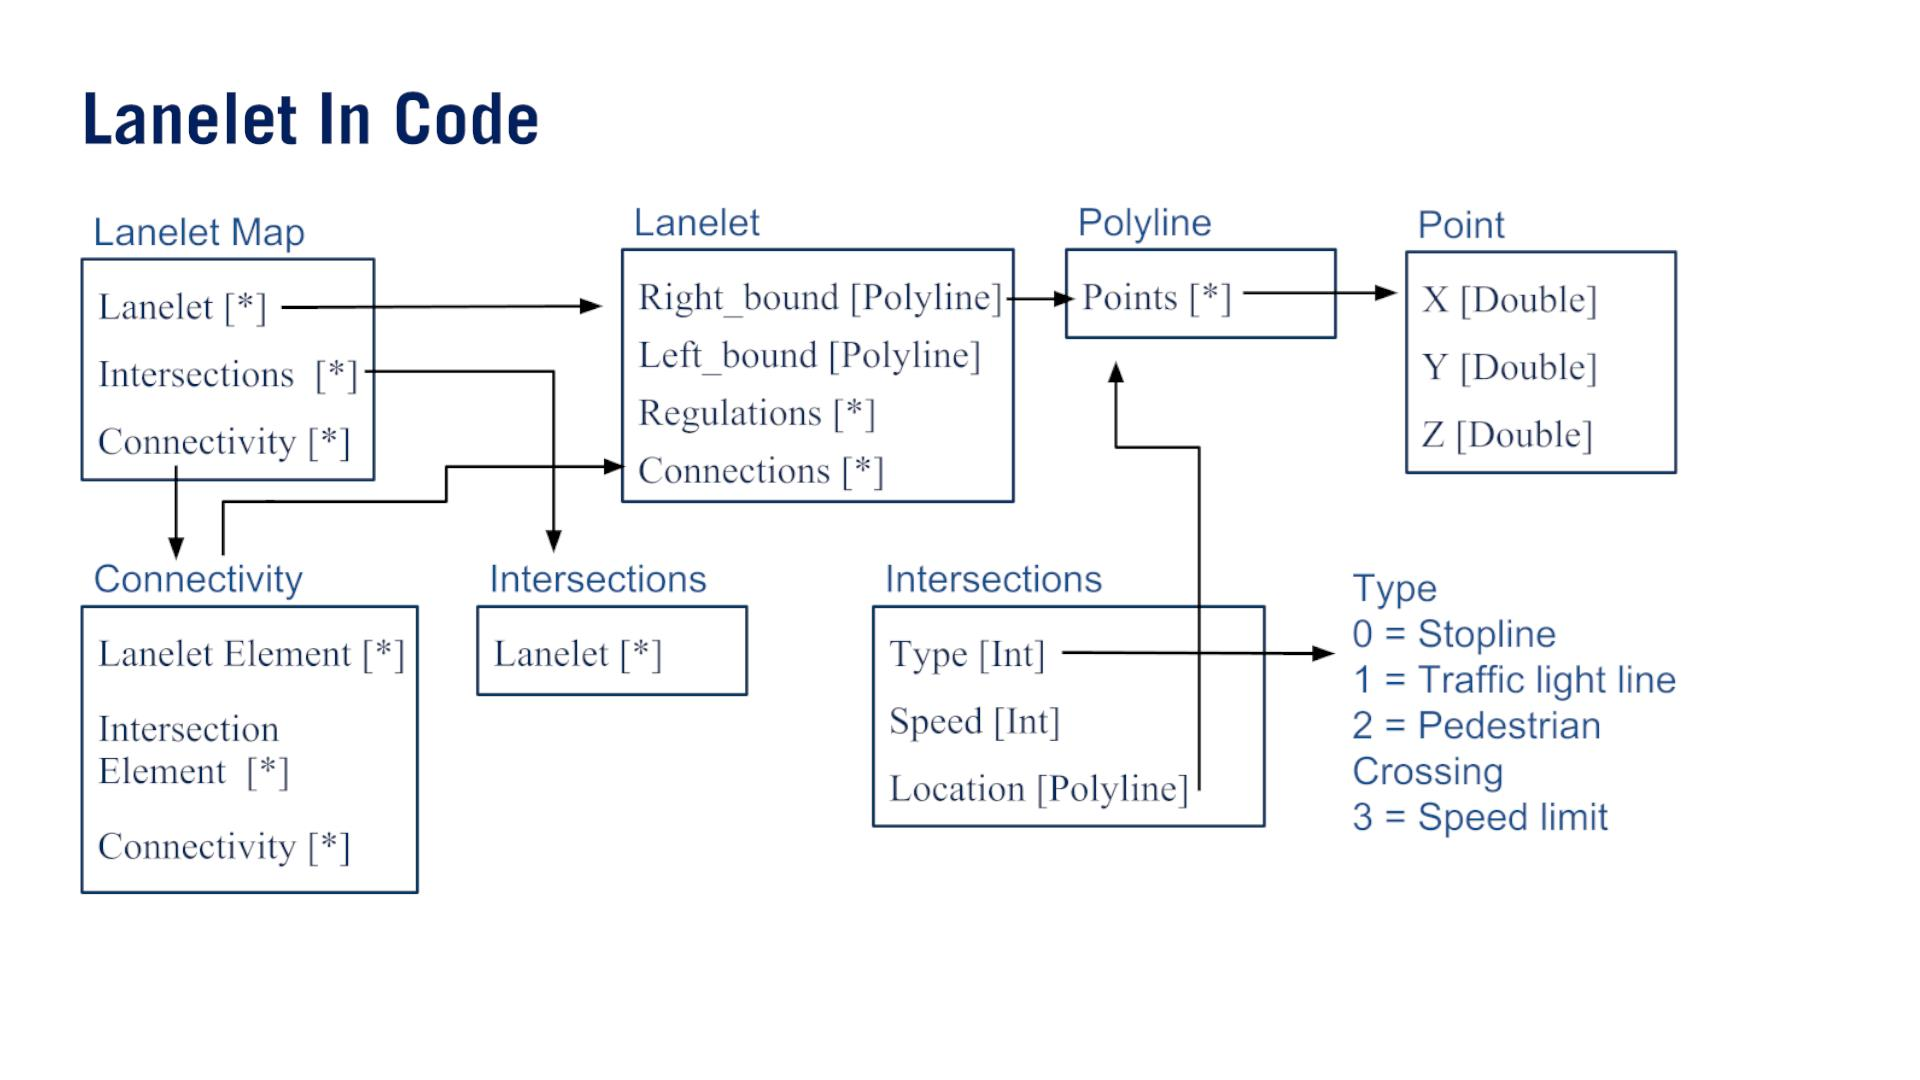 Lanelet In Code
Lanelet Map
Lanelet [*]
Intersections [*]
Connectivity [*]
Lanelet
Right_bound [Polyline]
Left_bound [Polyline]
Regulations [*]
Connections [*]
Polyline
Points [*]
Point
X [Double]
Y [Double]
Z [Double]
Connectivity
Lanelet Element [*]
Intersection
Element [*]
Connectivity [*]
Intersections
Lanelet [*]
Intersections
Type [Int]
Speed [Int]
Location [Polyline]
Type
0 = Stopline
1 = Traffic light line
2 = Pedestrian
Crossing
3 = Speed limit